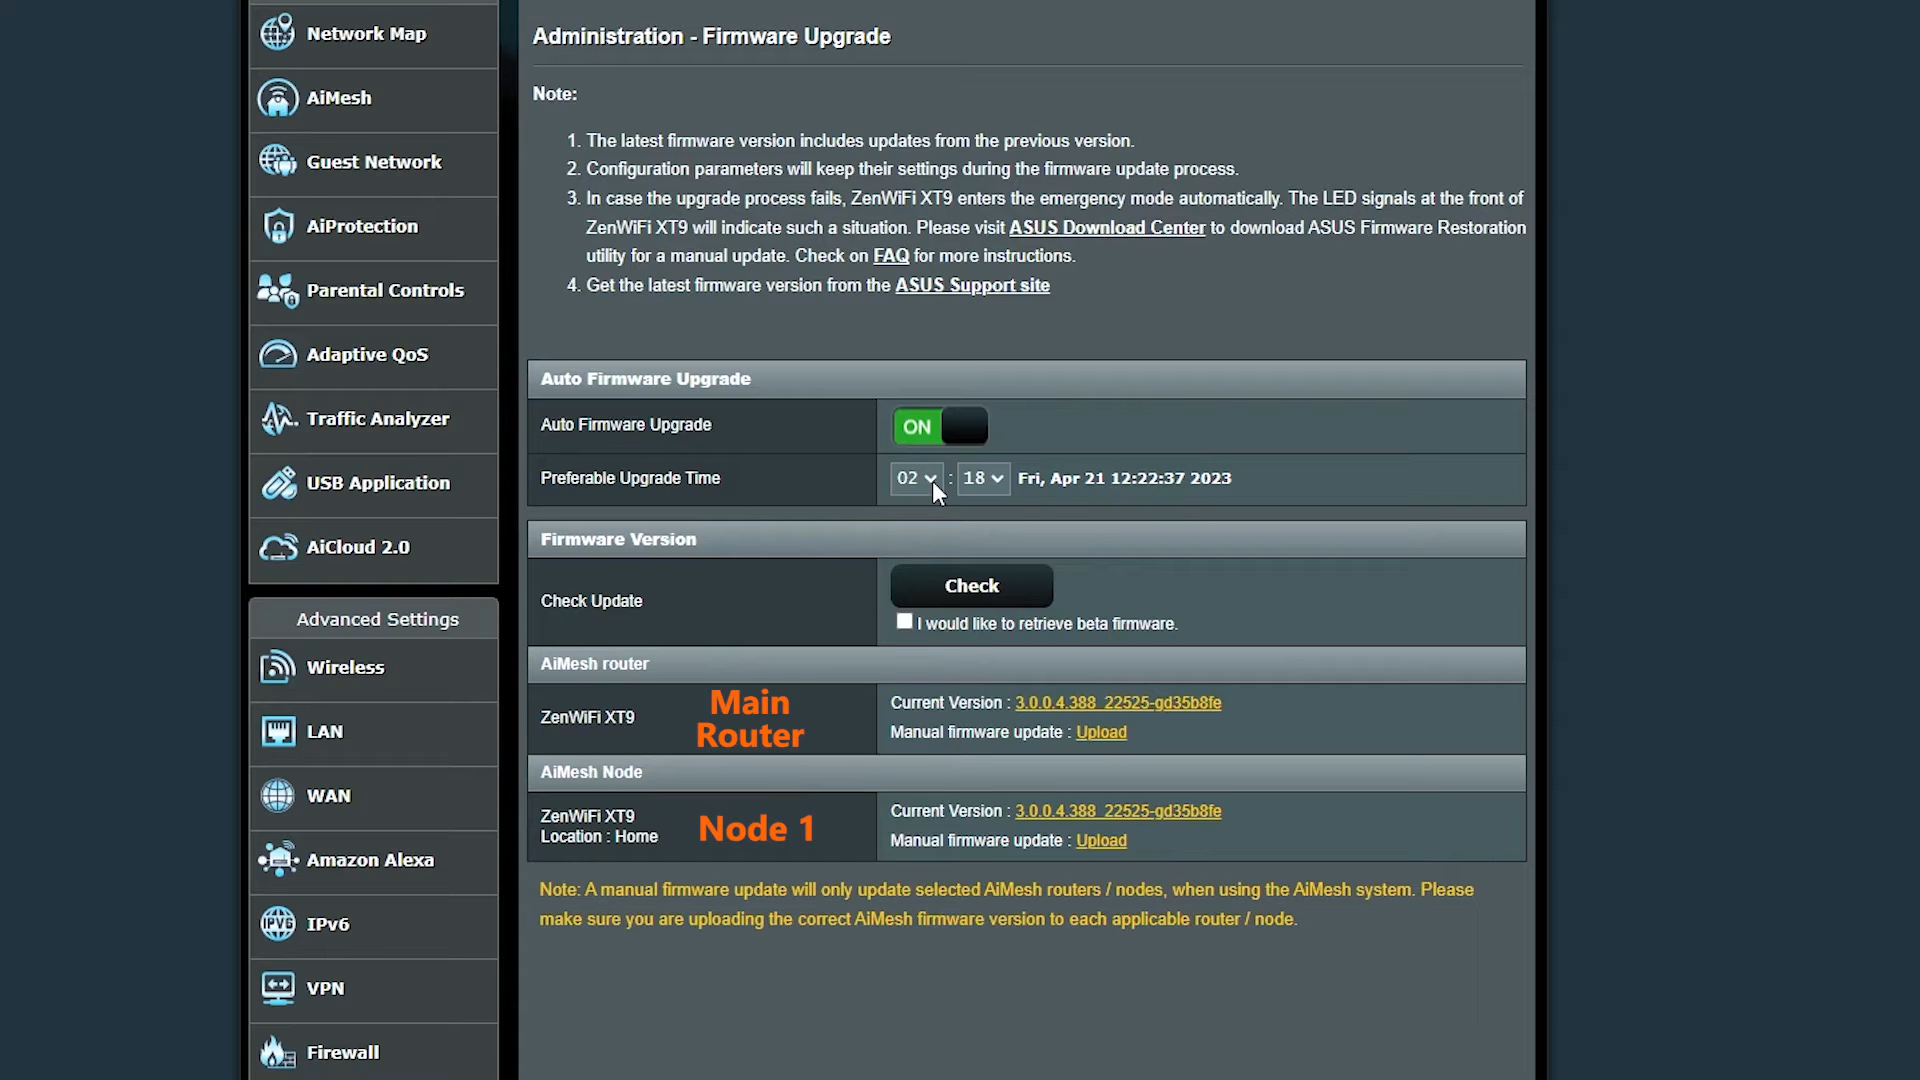 Network Map
AiMesh
Guest Network
AiProtection
Parental Controls
Adaptive QoS
Traffic Analyzer
USB Application
AiCloud 2.0
Advanced Settings
Wireless
LAN
WAN
Amazon Alexa
IPv6
VPN
Firewall
Administration - Firmware Upgrade
Note:
1. The latest firmware version includes updates from the previous version.
2. Configuration parameters will keep their settings during the firmware update process.
3. In case the upgrade process fails, ZenWiFi XT9 enters the emergency mode automatically. The LED signals at the front of
ZenWiFi XT9 will indicate such a situation. Please visit ASUS Download Center to download ASUS Firmware Restoration
utility for a manual update. Check on FAQ for more instructions.
4. Get the latest firmware version from the ASUS Support site
Auto Firmware Upgrade
Auto Firmware Upgrade ON
Preferable Upgrade Time 02 : 18 Fri, Apr 21 12:22:37 2023
Firmware Version
Check Update Check
I would like to retrieve beta firmware.
AiMesh router
ZenWiFi XT9
Main
Router
Current Version : 3.0.0.4.388_22525-gd35b8fe
Manual firmware update : Upload
AiMesh Node
ZenWiFi XT9
Location : Home
Node 1
Current Version : 3.0.0.4.388_22525-gd35b8fe
Manual firmware update : Upload
Note: A manual firmware update will only update selected AiMesh routers / nodes, when using the AiMesh system. Please
make sure you are uploading the correct AiMesh firmware version to each applicable router / node.